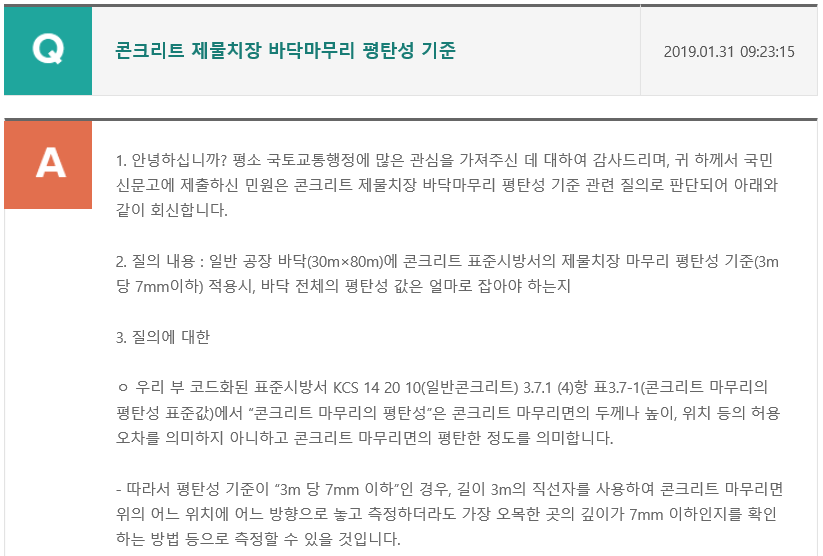 Q
콘크리트 제물치장 바닥마무리 평탄성 기준
2019.01.31 09:23:15
A
1. 안녕하십니까? 평소 국토교통행정에 많은 관심을 가져주신 데 대하여 감사드리며, 귀 하께서 국민
신문고에 제출하신 민원은 콘크리트 제물치장 바닥마무리 평탄성 기준 관련 질의로 판단되어 아래와
같이 회신합니다.
2. 질의 내용 : 일반 공장 바닥(30m×80m)에 콘크리트 표준시방서의 제물치장 마무리 평탄성 기준(3m
당 7mm이하) 적용시, 바닥 전체의 평탄성 값은 얼마로 잡아야 하는지
3. 질의에 대한
ㅇ 우리 부 코드화된 표준시방서 KCS 14 20 10(일반콘크리트) 3.7.1 (4)항 표3.7-1(콘크리트 마무리의
평탄성 표준값)에서 “콘크리트 마무리의 평탄성”은 콘크리트 마무리면의 두께나 높이, 위치 등의 허용
오차를 의미하지 아니하고 콘크리트 마무리면의 평탄한 정도를 의미합니다.
- 따라서 평탄성 기준이 “3m 당 7mm 이하”인 경우, 길이 3m의 직선자를 사용하여 콘크리트 마무리면
위의 어느 위치에 어느 방향으로 놓고 측정하더라도 가장 오목한 곳의 깊이가 7mm 이하인지를 확인
하는 방법 등으로 측정할 수 있을 것입니다.